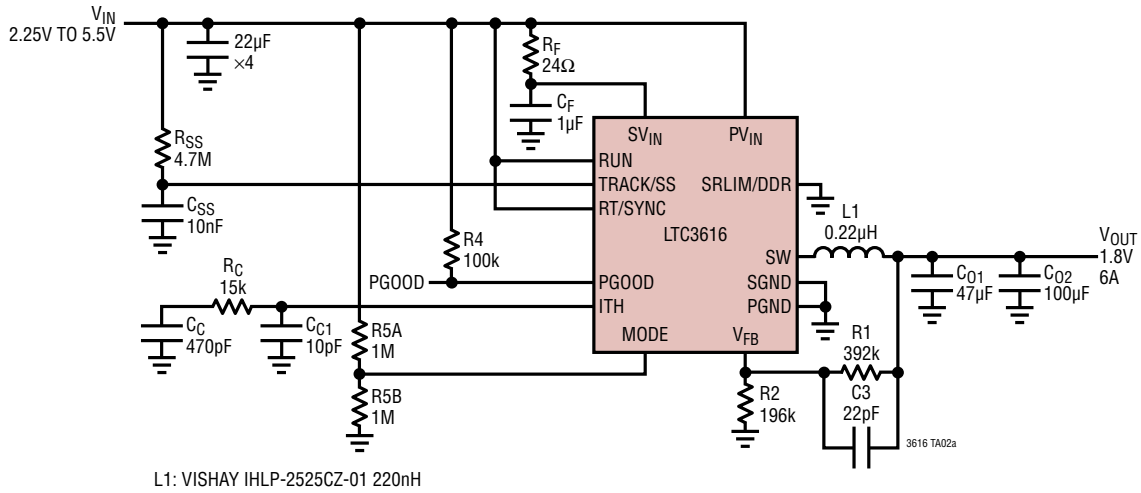 VIN
2.25V TO 5.5V
22µF
×4
RF
24Ω
CF
1µF
RSS
4.7M
CSS
10nF
RC
15k
CC
470pF
CC1
10pF
R4
100k
PGOOD
R5A
1M
R5B
1M
SVIN
PVIN
RUN
TRACK/SS
RT/SYNC
PGOOD
ITH
MODE
LTC3616
SRLIM/DDR
SW
SGND
PGND
VFB
L1
0.22µH
VOUT
1.8V
6A
CO1
47µF
CO2
100µF
R1
392k
C3
22pF
R2
196k
3616 TA02a
L1: VISHAY IHLP-2525CZ-01 220nH